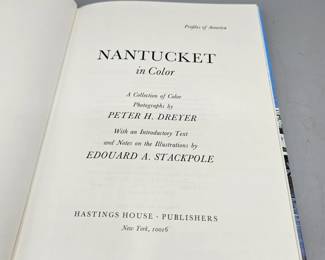 Profiles of America
NANTUCKET
in Color
A Collection of Color
Photographs by
PETER H. DREYER
With an Introductory Text
and Notes on the Illustrations by
EDOUARD A. STACKPOLE
HASTINGS HOUSE · PUBLISHERS
New York, 10016